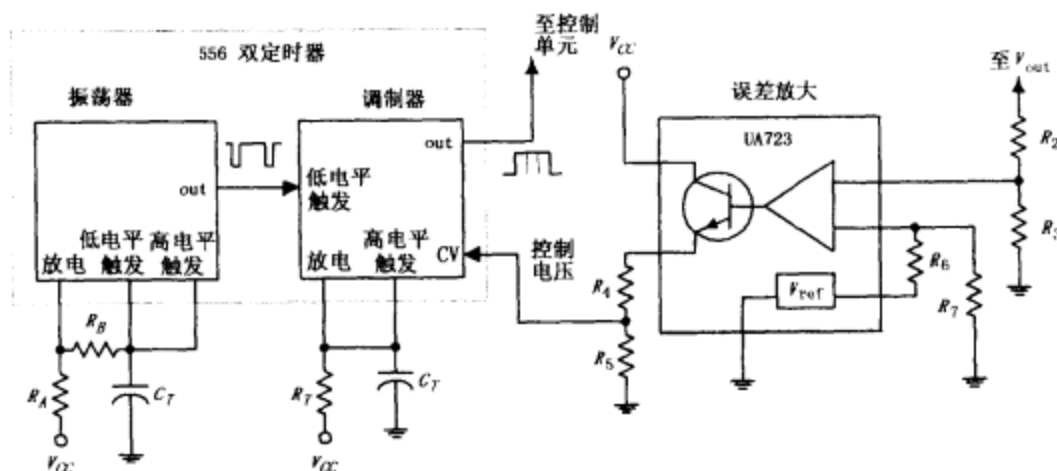 556 双定时器
振荡器
out
低电平
触发
高电平
触发
放电
R_B
R_A
C_T
V_CC
调制器
out
低电平
触发
放电
高电平
触发
CV
R_T
C_T
V_CC
至控制
单元
控制
电压
V_CC
R_4
R_5
误差放大
UA723
V_ref
R_6
R_7
至 V_out
R_2
R_3